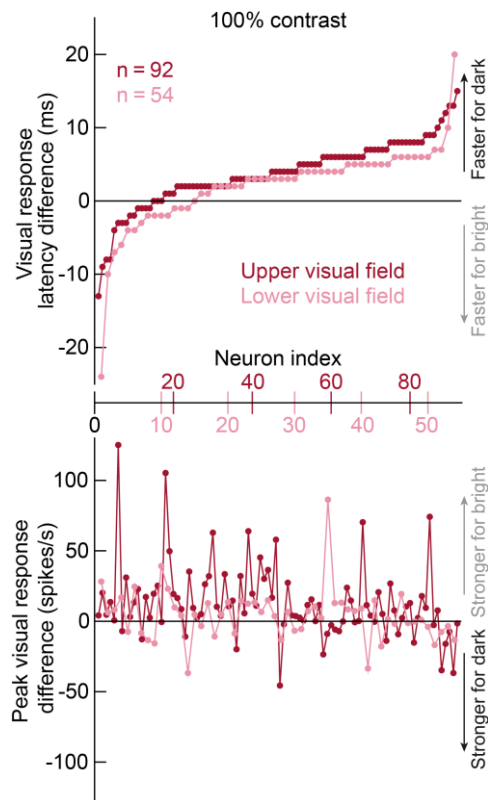 100% contrast
20
10
0
-10
-20
Visual response
latency difference (ms)
n = 92
n = 54
Faster for dark
Faster for bright
Upper visual field
Lower visual field
Neuron index
20 40 60 80
0 10 20 30 40 50
100
50
0
-50
-100
Peak visual response
difference (spikes/s)
Stronger for bright
Stronger for dark